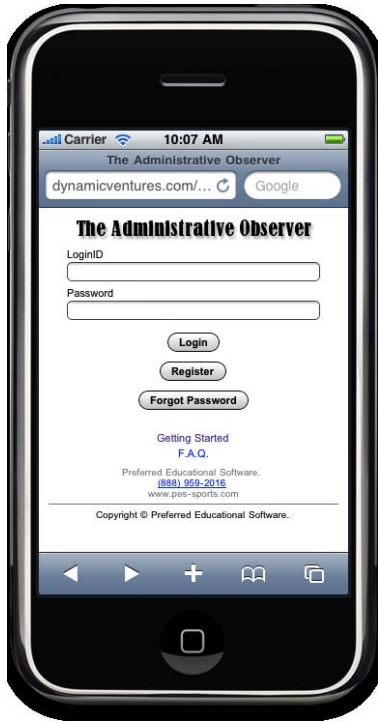 Carrier 10:07 AM
The Administrative Observer
dynamicventures.com/... Google
The Administrative Observer
LoginID
Password
Login
Register
Forgot Password
Getting Started
F.A.Q.
Preferred Educational Software.
(888) 959-2016
www.pes-sports.com
Copyright © Preferred Educational Software.